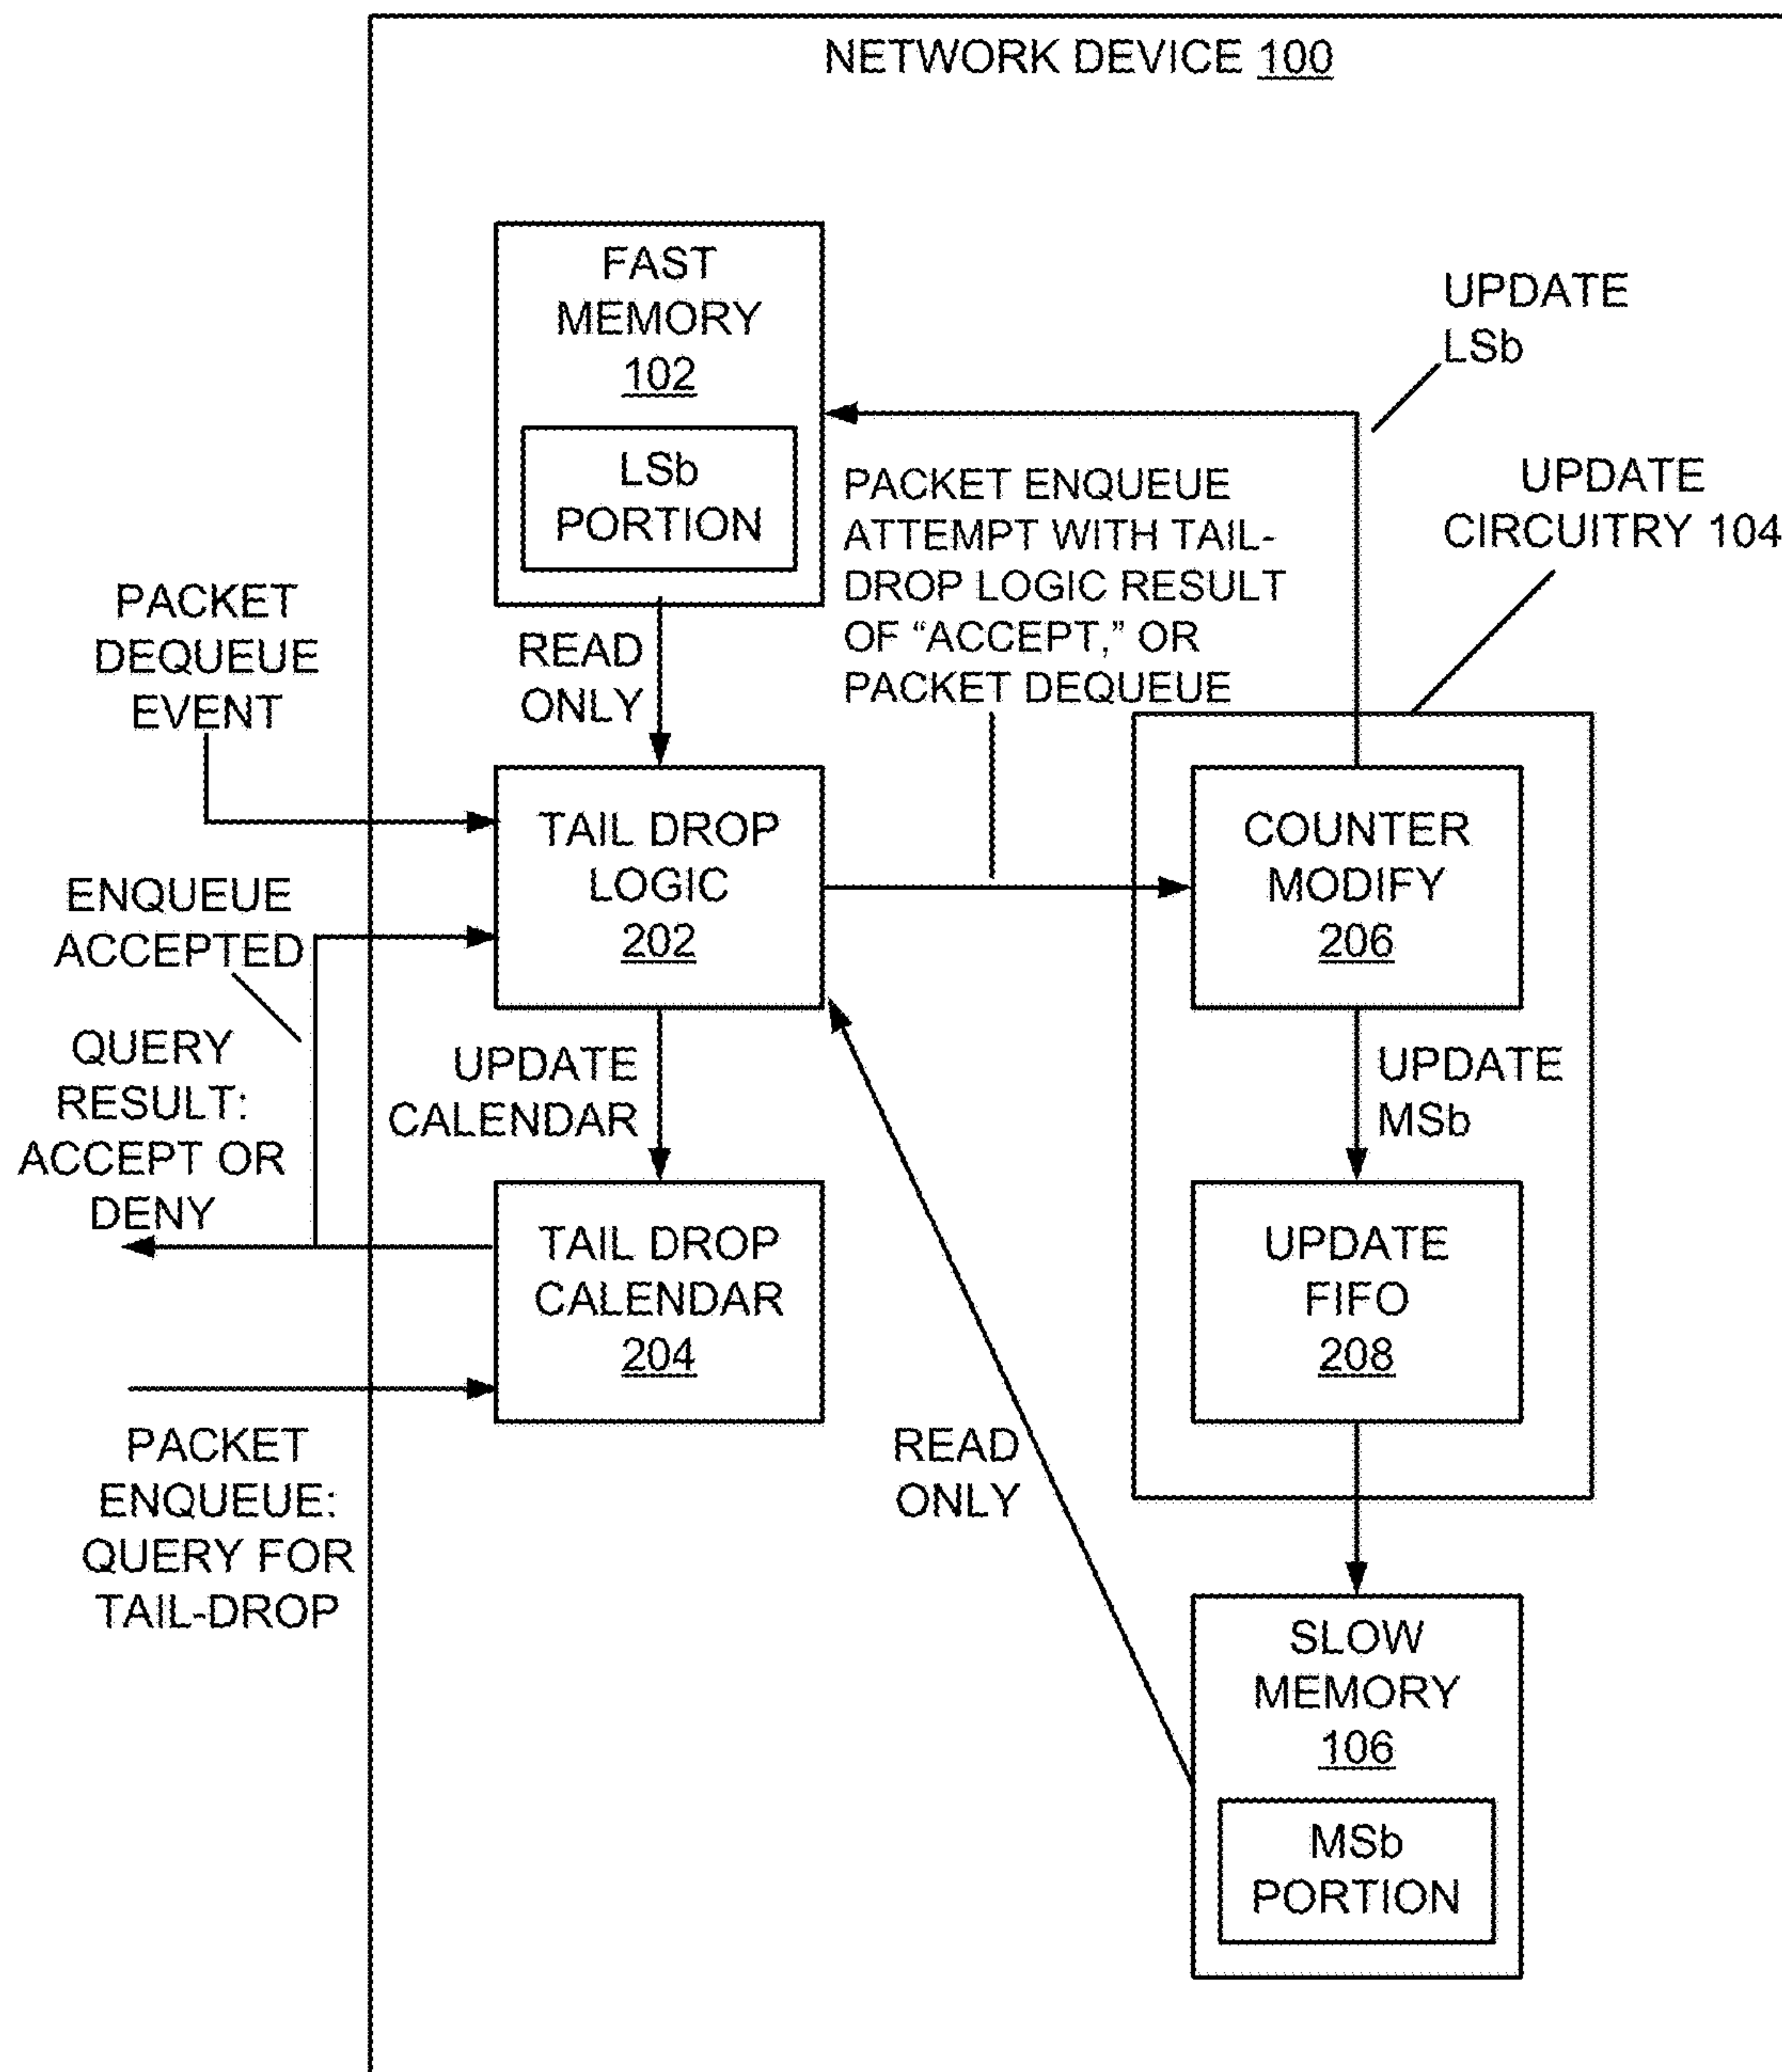 NETWORK DEVICE 100
FAST
MEMORY
102
LSb
PORTION
UPDATE
LSb
UPDATE
CIRCUITRY 104
PACKET ENQUEUE
ATTEMPT WITH TAIL-
DROP LOGIC RESULT
OF “ACCEPT,” OR
PACKET DEQUEUE
PACKET
DEQUEUE
EVENT
READ
ONLY
TAIL DROP
LOGIC
202
COUNTER
MODIFY
206
ENQUEUE
ACCEPTED
QUERY
RESULT:
ACCEPT OR
DENY
UPDATE
CALENDAR
UPDATE
MSb
TAIL DROP
CALENDAR
204
UPDATE
FIFO
208
PACKET
ENQUEUE:
QUERY FOR
TAIL-DROP
READ
ONLY
SLOW
MEMORY
106
MSb
PORTION